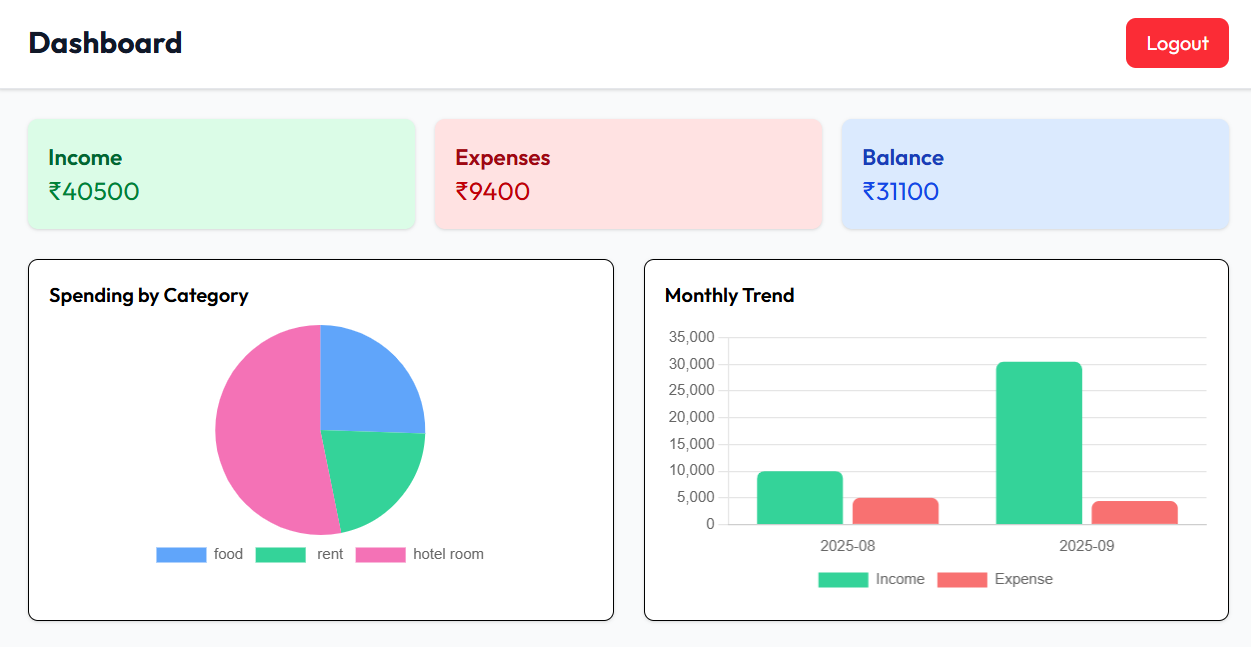 Dashboard
Logout
Income
₹40500
Expenses
₹9400
Balance
₹31100
Spending by Category
food rent hotel room
Monthly Trend
35,000
30,000
25,000
20,000
15,000
10,000
5,000
0
2025-08 2025-09
Income Expense